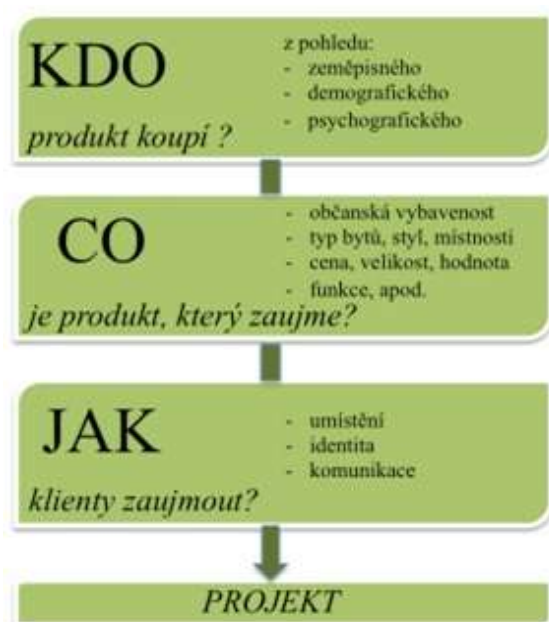 KDO
produkt koupí ?
z pohledu:
- zeměpisného
- demografického
- psychografického
CO
je produkt, který zaujme?
- občanská vybavenost
- typ bytů, styl, místnosti
- cena, velikost, hodnota
- funkce, apod.
JAK
klienty zaujmout?
- umístění
- identita
- komunikace
PROJEKT